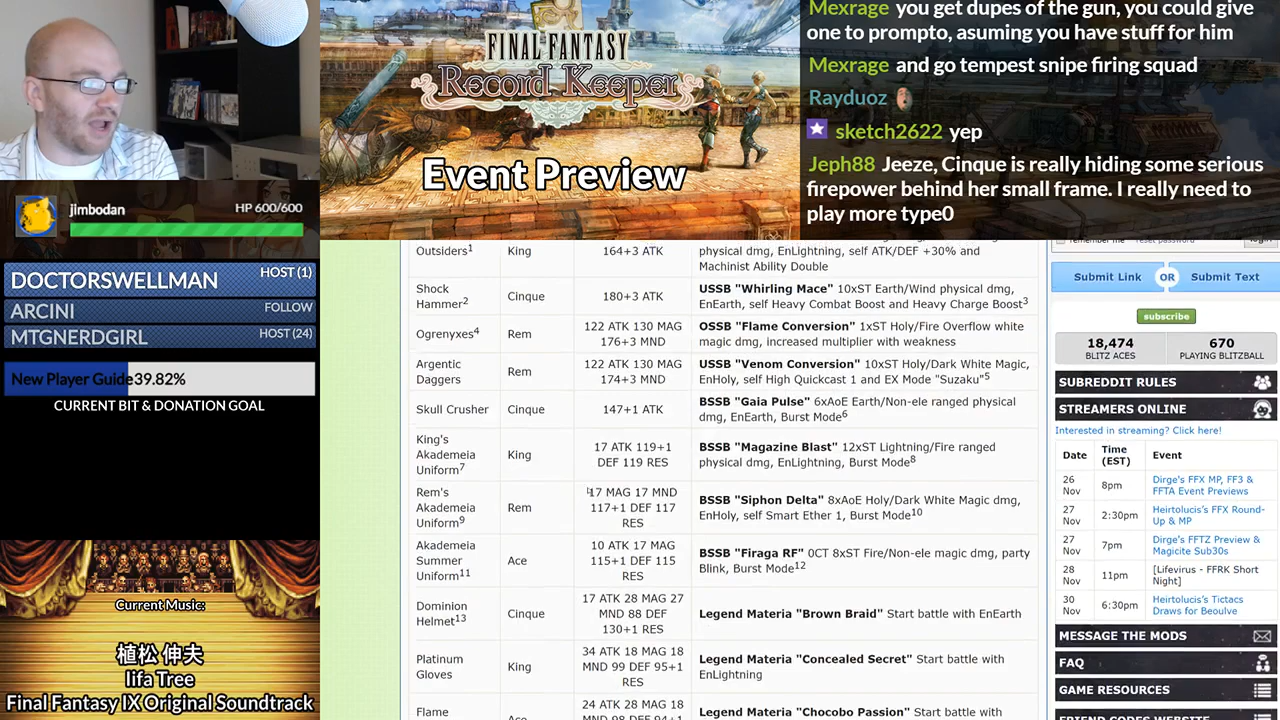 FINAL FANTASY
Record Keeper
Event Preview
Mexrage you get dupes of the gun, you could give
one to prompto, asuming you have stuff for him
Mexrage and go tempest snipe firing squad
Rayduoz
sketch2622 yep
Jeph88 Jeeze, Cinque is really hiding some serious
firepower behind her small frame. I really need to
play more type0
jimbodan
HP 600/600
DOCTORSWELLMAN HOST (1)
ARCINI FOLLOW
MTGNERDGIRL HOST (24)
New Player Guide 39.82%
CURRENT BIT & DONATION GOAL
Current Music:
植松 伸夫
Iifa Tree
Final Fantasy IX Original Soundtrack
Outsiders1 King 164+3 ATK physical dmg, EnLightning, self ATK/DEF +30% and
Machinist Ability Double
Shock
Hammer2
Cinque
180+3 ATK
USSB "Whirling Mace" 10xST Earth/Wind physical dmg,
EnEarth, self Heavy Combat Boost and Heavy Charge Boost3
Ogrenyxes4
Rem
122 ATK 130 MAG
176+3 MND
OSSB "Flame Conversion" 1xST Holy/Fire Overflow white
magic dmg, increased multiplier with weakness
Argentic
Daggers
Rem
122 ATK 130 MAG
174+3 MND
USSB "Venom Conversion" 10xST Holy/Dark White Magic,
EnHoly, self High Quickcast 1 and EX Mode "Suzaku"5
Skull Crusher
Cinque
147+1 ATK
BSSB "Gaia Pulse" 6xAoE Earth/Non-ele ranged physical
dmg, EnEarth, Burst Mode6
King's
Akademeia
Uniform7
King
17 ATK 119+1
DEF 119 RES
BSSB "Magazine Blast" 12xST Lightning/Fire ranged
physical dmg, EnLightning, Burst Mode8
Rem's
Akademeia
Uniform9
Rem
17 MAG 17 MND
117+1 DEF 117
RES
BSSB "Siphon Delta" 8xAoE Holy/Dark White Magic dmg,
EnHoly, self Smart Ether 1, Burst Mode10
Akademeia
Summer
Uniform11
Ace
10 ATK 17 MAG
115+1 DEF 115
RES
BSSB "Firaga RF" 0CT 8xST Fire/Non-ele magic dmg, party
Blink, Burst Mode12
Dominion
Helmet13
Cinque
17 ATK 28 MAG 27
MND 88 DEF
130+1 RES
Legend Materia "Brown Braid" Start battle with EnEarth
Platinum
Gloves
King
34 ATK 18 MAG 18
MND 99 DEF 95+1
RES
Legend Materia "Concealed Secret" Start battle with
EnLightning
Flame
Ace
24 ATK 28 MAG 18
MND 98 DEF 94+1
Legend Materia "Chocobo Passion" Start battle with
remember me reset password login
Submit Link OR Submit Text
subscribe
18,474
BLITZ ACES
670
PLAYING BLITZBALL
SUBREDDIT RULES
STREAMERS ONLINE
Interested in streaming? Click here!
Date
Time
(EST)
Event
26
Nov
8pm
Dirge's FFX MP, FF3 &
FFTA Event Previews
27
Nov
2:30pm
Heirtolucis's FFX Round-
Up & MP
27
Nov
7pm
Dirge's FFTZ Preview &
Magicite Sub30s
28
Nov
11pm
[Lifevirus - FFRK Short
Night]
30
Nov
6:30pm
Heirtolucis's Tictacs
Draws for Beoulve
MESSAGE THE MODS
FAQ
GAME RESOURCES
FRIEND CODES WEBSITE